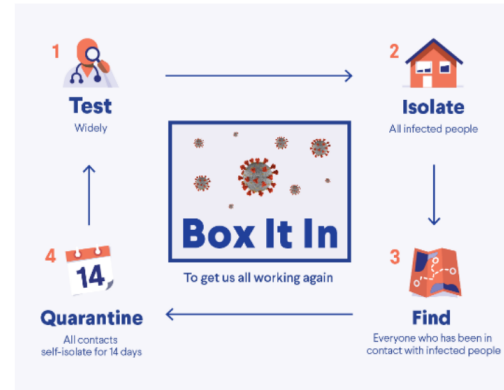 1
Test
Widely
2
Isolate
All infected people
Box It In
To get us all working again
3
Find
Everyone who has been in
contact with infected people
4
14
Quarantine
All contacts
self-isolate for 14 days